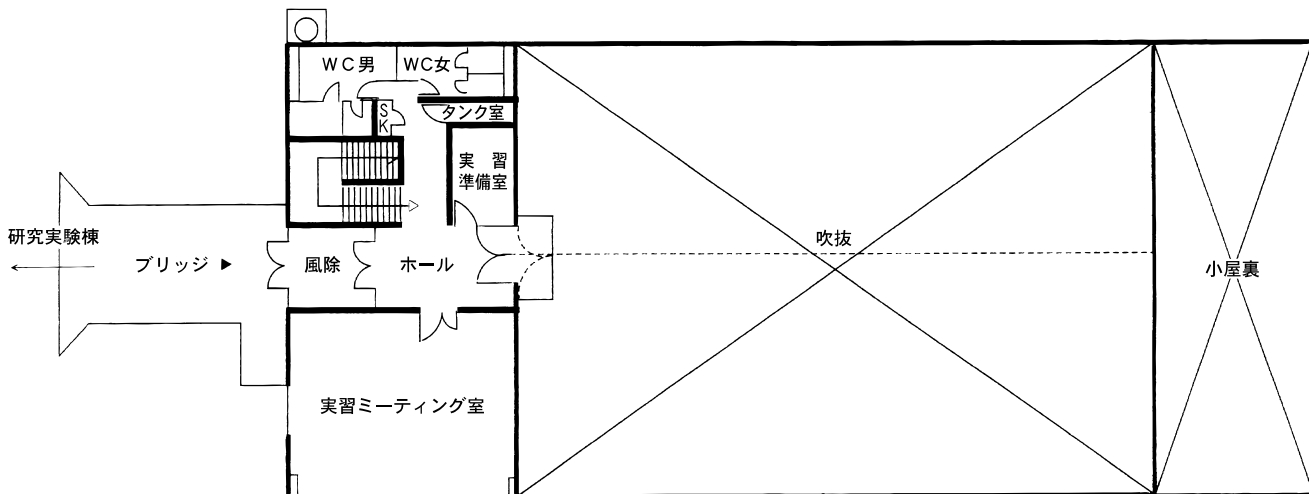 WC男
WC女
SK
タンク室
実習
準備室
研究実験棟
ブリッジ ▶
風除
ホール
吹抜
小屋裏
実習ミーティング室